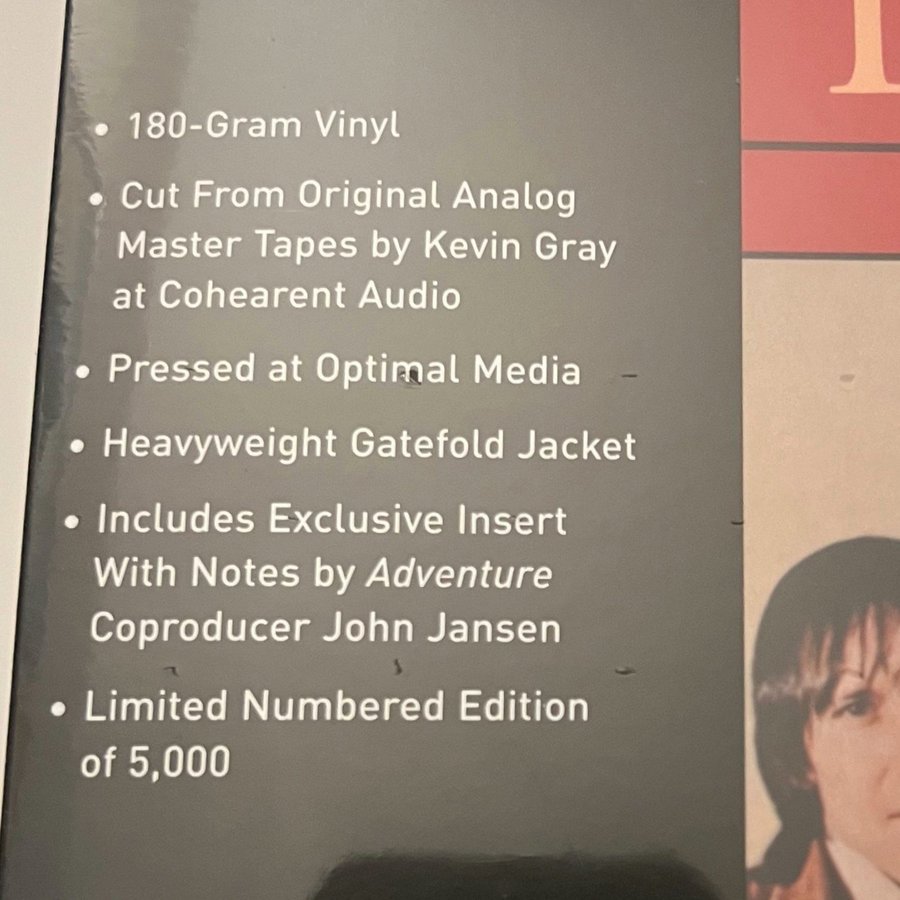 • 180-Gram Vinyl
• Cut From Original Analog
Master Tapes by Kevin Gray
at Cohearent Audio
• Pressed at Optimal Media
• Heavyweight Gatefold Jacket
• Includes Exclusive Insert
With Notes by Adventure
Coproducer John Jansen
• Limited Numbered Edition
of 5,000